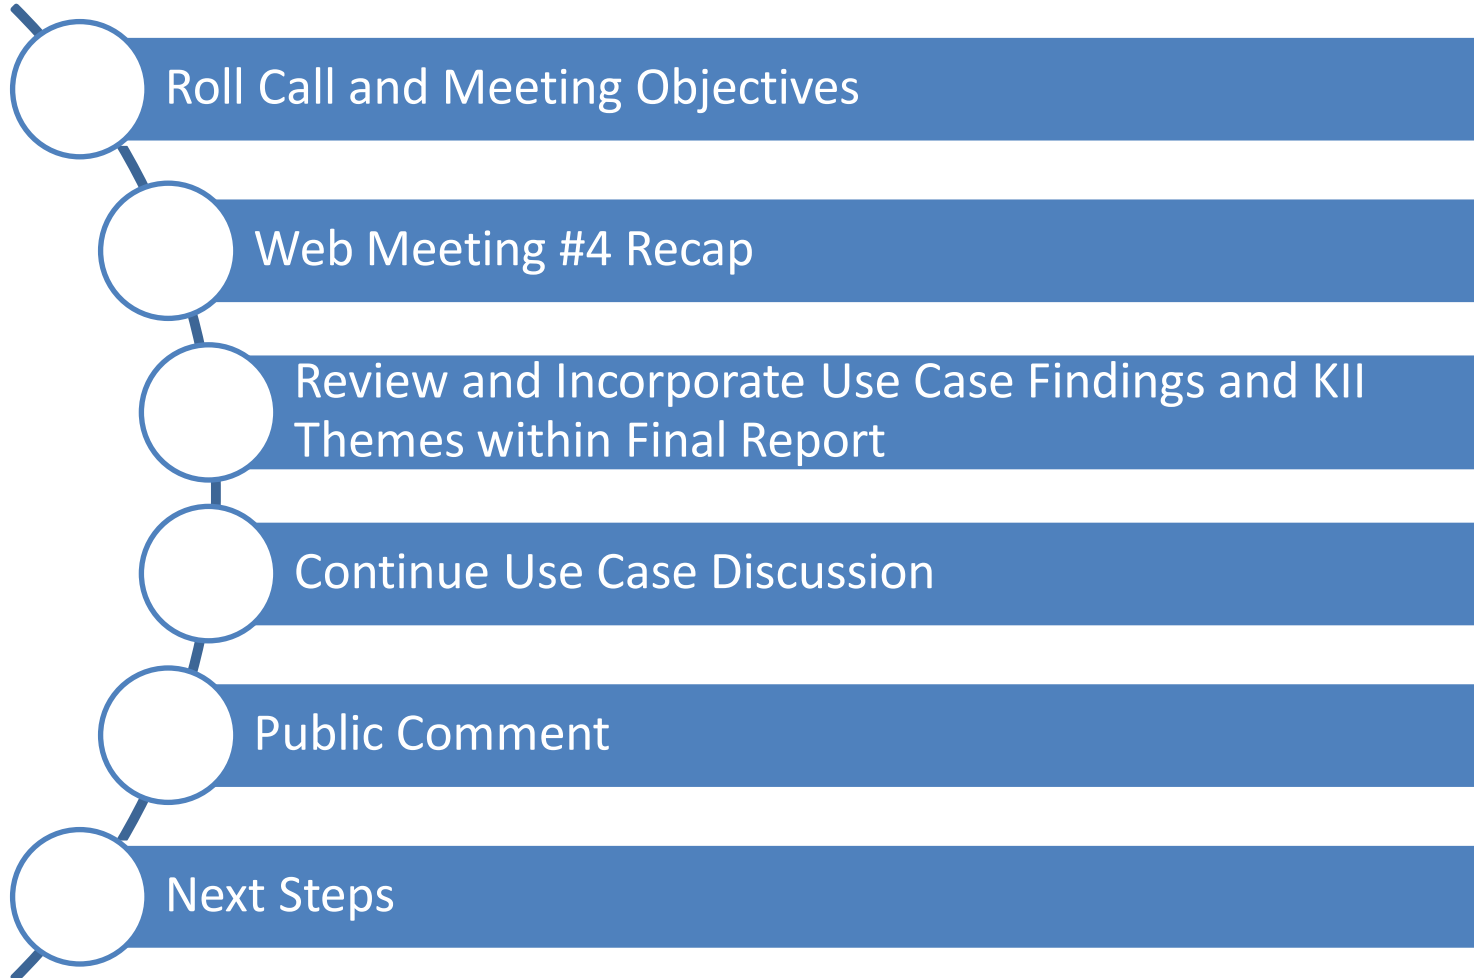 Roll Call and Meeting Objectives
Web Meeting #4 Recap
Review and Incorporate Use Case Findings and KII
Themes within Final Report
Continue Use Case Discussion
Public Comment
Next Steps